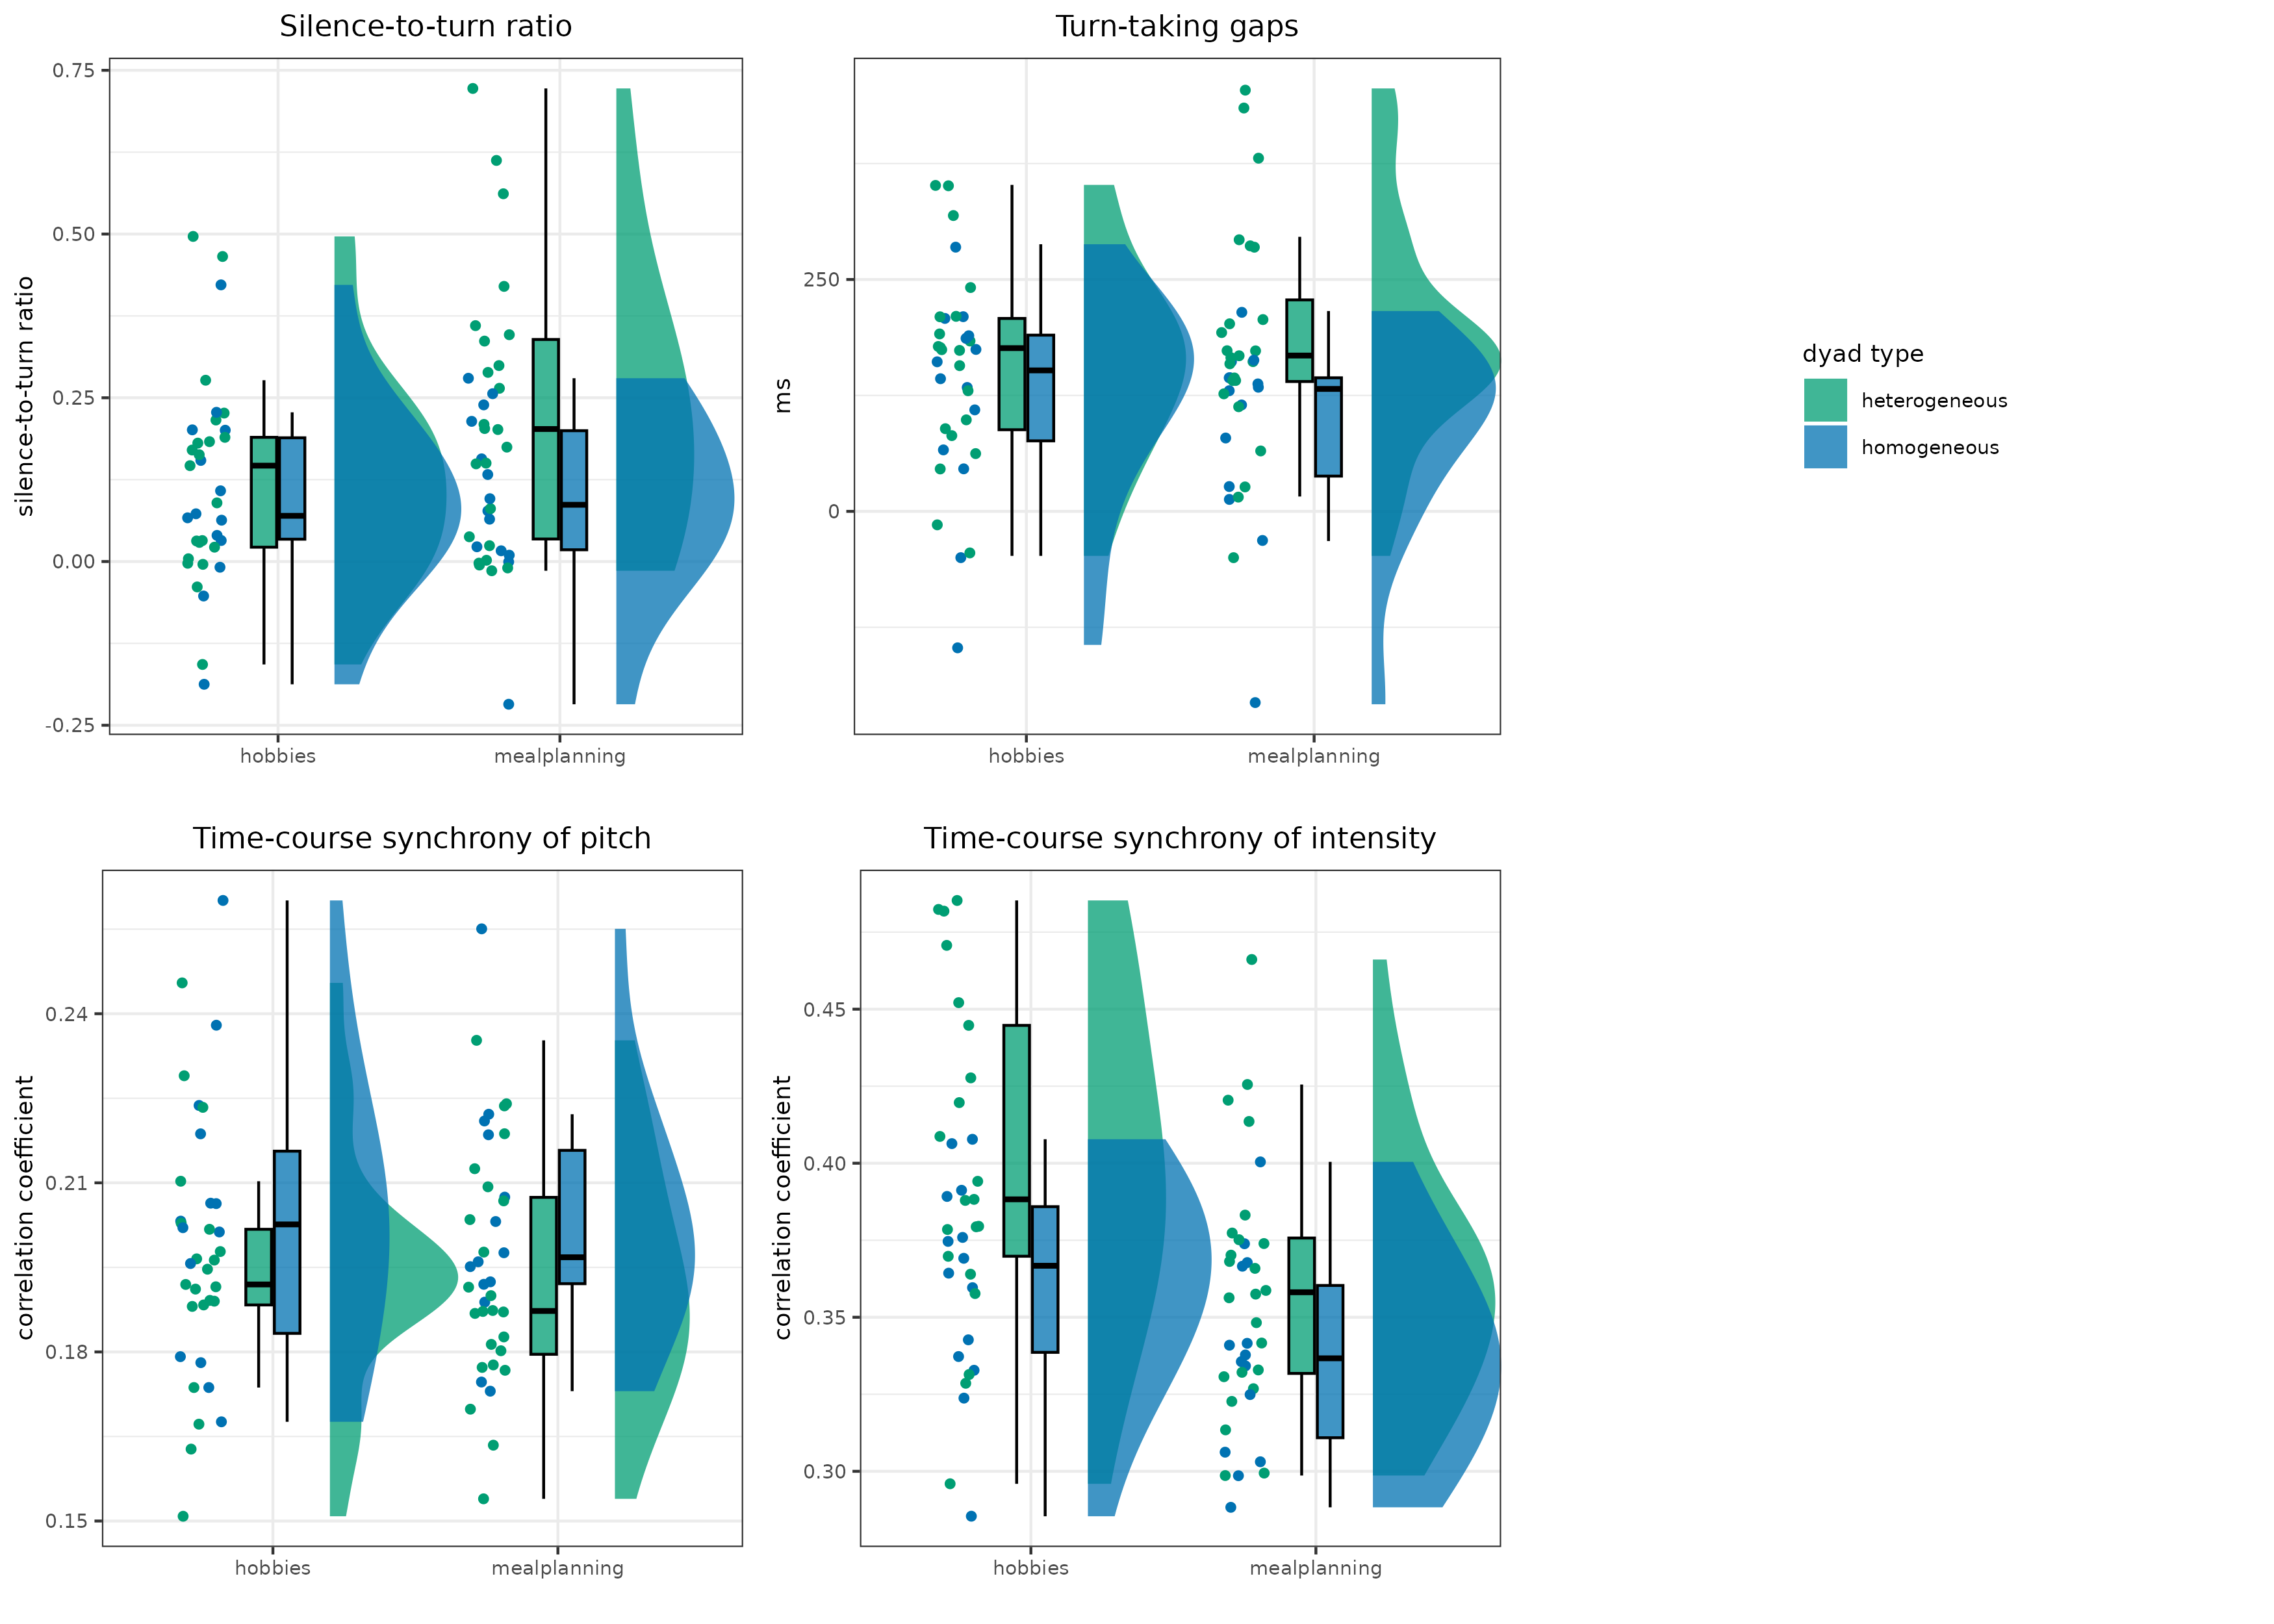 Silence-to-turn ratio
silence-to-turn ratio
0.75
0.50
0.25
0.00
-0.25
hobbies
mealplanning
Turn-taking gaps
ms
250
0
hobbies
mealplanning
dyad type
heterogeneous
homogeneous
Time-course synchrony of pitch
correlation coefficient
0.24
0.21
0.18
0.15
hobbies
mealplanning
Time-course synchrony of intensity
correlation coefficient
0.45
0.40
0.35
0.30
hobbies
mealplanning